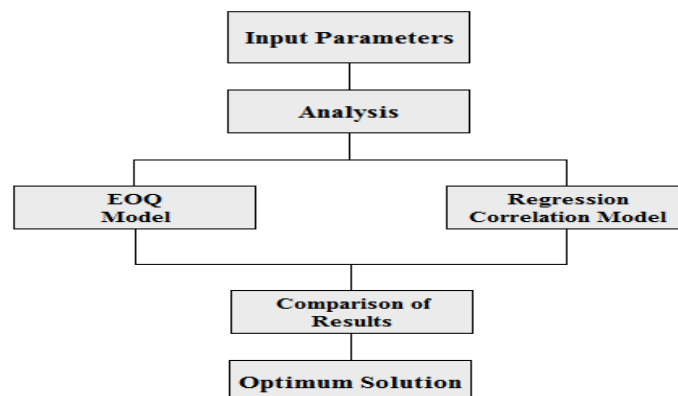 Input Parameters
Analysis
EOQ
Model
Regression
Correlation Model
Comparison of
Results
Optimum Solution